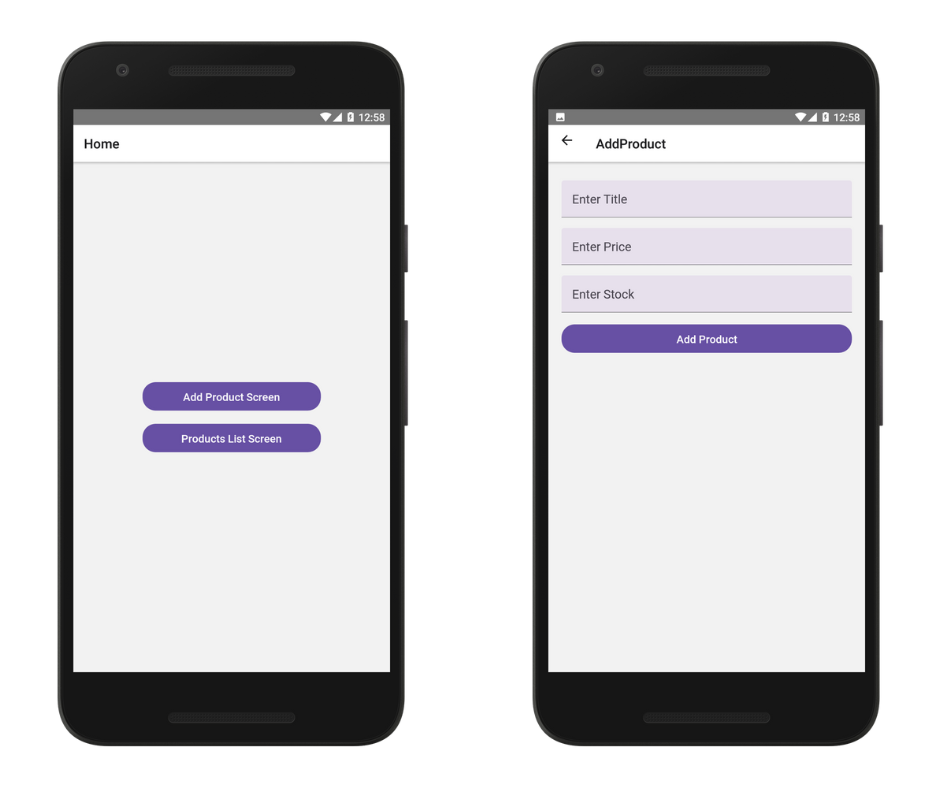 12:58
Home
Add Product Screen
Products List Screen
12:58
AddProduct
Enter Title
Enter Price
Enter Stock
Add Product